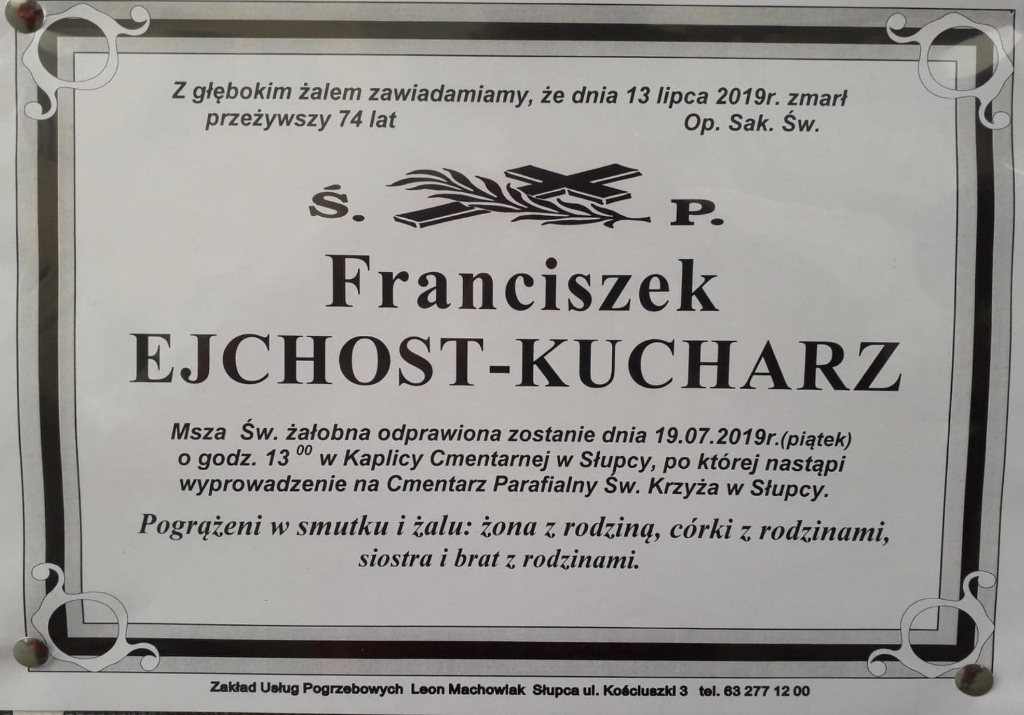 Z głębokim żalem zawiadamiamy, że dnia 13 lipca 2019r. zmarł
przeżywszy 74 lat Op. Sak. Św.
Ś. P.
Franciszek
EJCHOST-KUCHARZ
Msza Św. żałobna odprawiona zostanie dnia 19.07.2019r.(piątek)
o godz. 13 00 w Kaplicy Cmentarnej w Słupcy, po której nastąpi
wyprowadzenie na Cmentarz Parafialny Św. Krzyża w Słupcy.
Pogrążeni w smutku i żalu: żona z rodziną, córki z rodzinami,
siostra i brat z rodzinami.
Zakład Usług Pogrzebowych Leon Machowiak Słupca ul. Kościuszki 3 tel. 63 277 12 00